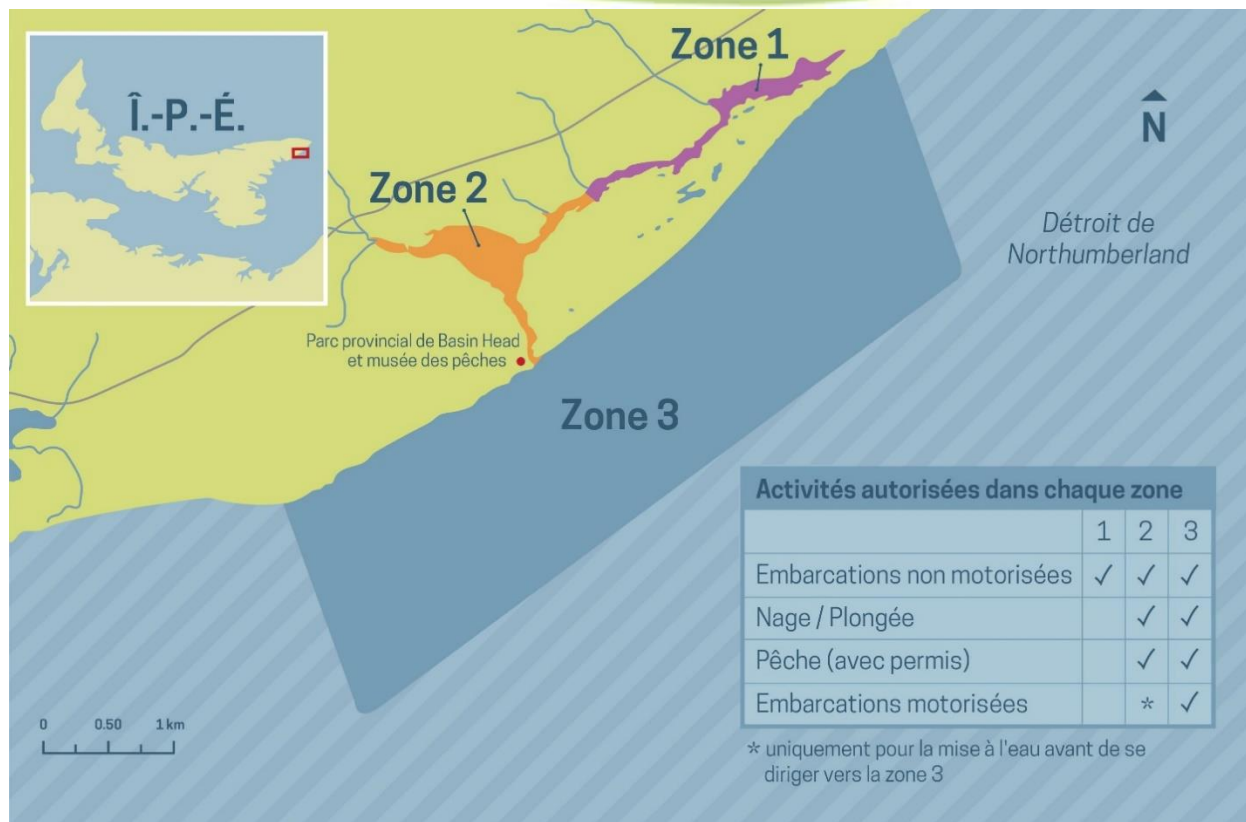 Î.-P.-É.
Zone 1
Zone 2
N
Détroit de
Northumberland
Parc provincial de Basin Head
et musée des pêches
Zone 3
Activités autorisées dans chaque zone
1 2 3
Embarcations non motorisées ✓ ✓ ✓
Nage / Plongée ✓ ✓
Pêche (avec permis) ✓ ✓
Embarcations motorisées * ✓
* uniquement pour la mise à l'eau avant de se
diriger vers la zone 3
0 0.50 1 km